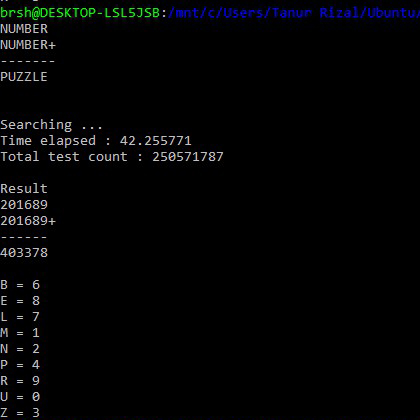 brsh@DESKTOP-LSL5JSB:/mnt/c/Users/Tanur Rizal/Ubuntu/
NUMBER
NUMBER+
-------
PUZZLE
Searching ...
Time elapsed : 42.255771
Total test count : 250571787
Result
201689
201689+
------
403378
B = 6
E = 8
L = 7
M = 1
N = 2
P = 4
R = 9
U = 0
Z = 3